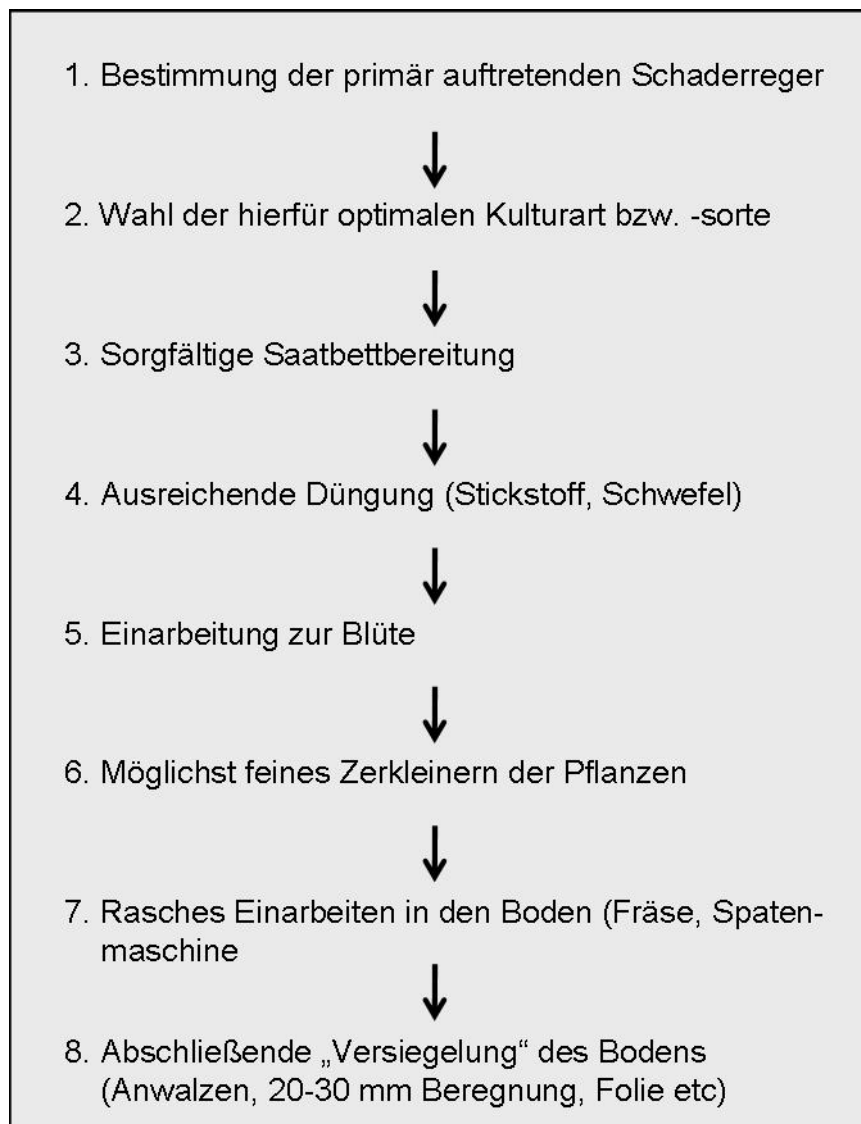 1. Bestimmung der primär auftretenden Schaderreger
2. Wahl der hierfür optimalen Kulturart bzw. -sorte
3. Sorgfältige Saatbettbereitung
4. Ausreichende Düngung (Stickstoff, Schwefel)
5. Einarbeitung zur Blüte
6. Möglichst feines Zerkleinern der Pflanzen
7. Rasches Einarbeiten in den Boden (Fräse, Spaten-
maschine
8. Abschließende „Versiegelung“ des Bodens
(Anwalzen, 20-30 mm Beregnung, Folie etc)